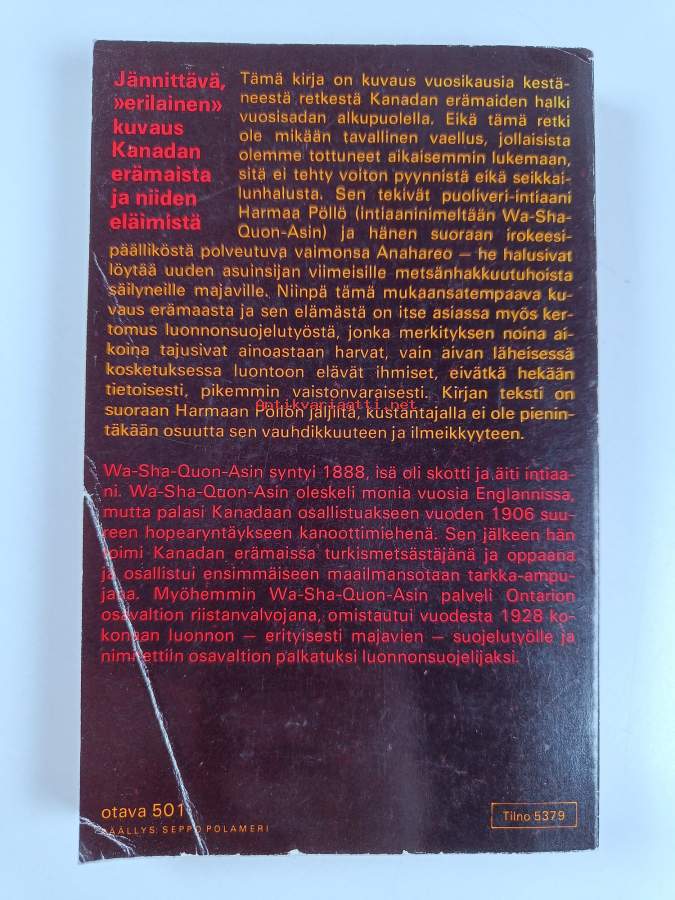 Jännittävä,
»erilainen»
kuvaus
Kanadan
erämaista
ja niiden
eläimistä
Tämä kirja on kuvaus vuosikausia kestä-
neestä retkestä Kanadan erämaiden halki
vuosisadan alkupuolella. Eikä tämä retki
ole mikään tavallinen vaellus, jollaisista
olemme tottuneet aikaisemmin lukemaan,
sitä ei tehty voiton pyynnistä eikä seikkai-
lunhalusta. Sen tekivät puoliveri-intiaani
Harmaa Pöllö (intiaaninimeltään Wa-Sha-
Quon-Asin) ja hänen suoraan irokeesi-
päälliköstä polveutuva vaimonsa Anahareo – he halusivat
löytää uuden asuinsijan viimeisille metsänhakkuutuhoista
säilyneille majaville. Niinpä tämä mukaansatempaava ku-
vaus erämaasta ja sen elämästä on itse asiassa myös ker-
tomus luonnonsuojelutyöstä, jonka merkityksen noina ai-
koina tajusivat ainoastaan harvat, vain aivan läheisessä
kosketuksessa luontoon elävät ihmiset, eivätkä hekään
tietoisesti, pikemmin vaistonvaraisesti. Kirjan teksti on
Antikvariaatti.net
suoraan Harmaan Pöllön jäljiltä, kustantajalla ei ole pienin-
täkään osuutta sen vauhdikkuuteen ja ilmeikkyyteen.
Wa-Sha-Quon-Asin syntyi 1888, isä oli skotti ja äiti intiaa-
ni. Wa-Sha-Quon-Asin oleskeli monia vuosia Englannissa,
mutta palasi Kanadaan osallistuakseen vuoden 1906 suu-
reen hopearyntäykseen kanoottimiehenä. Sen jälkeen hän
toimi Kanadan erämaissa turkismetsästäjänä ja oppaana
ja osallistui ensimmäiseen maailmansotaan tarkka-ampu-
jana. Myöhemmin Wa-Sha-Quon-Asin palveli Ontarion
osavaltion riistanvalvojana, omistautui vuodesta 1928 ko-
konaan luonnon – erityisesti majavien – suojelutyölle ja
nimitettiin osavaltion palkatuksi luonnonsuojelijaksi.
otava 501
PÄÄLLYS: SEPPO POLAMERI
Tilno 5379